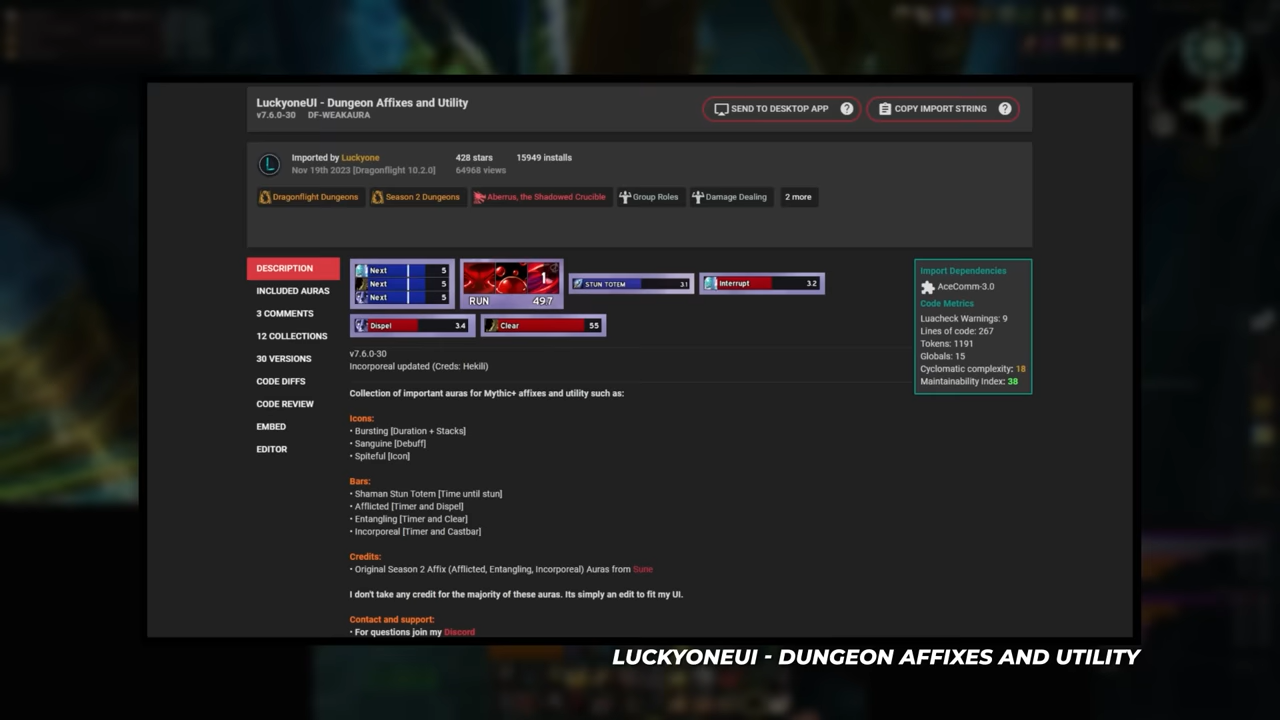 LuckyoneUI - Dungeon Affixes and Utility
v7.6.0-30 DF-WEAKAURA
SEND TO DESKTOP APP ?
COPY IMPORT STRING ?
Imported by Luckyone
Nov 19th 2023 [Dragonflight 10.2.0]
428 stars 15949 installs
64968 views
Dragonflight Dungeons Season 2 Dungeons Aberrus, the Shadowed Crucible Group Roles Damage Dealing 2 more
DESCRIPTION
INCLUDED AURAS
3 COMMENTS
12 COLLECTIONS
30 VERSIONS
CODE DIFFS
CODE REVIEW
EMBED
EDITOR
Next 5
Next 5
Next 5
1
RUN 49.7
STUN TOTEM 3.1
Interrupt 3.2
Dispel 3.4
Clear 5.5
v7.6.0-30
Incorporeal updated (Creds: Hekili)
Collection of important auras for Mythic+ affixes and utility such as:
Icons:
• Bursting [Duration + Stacks]
• Sanguine [Debuff]
• Spiteful [Icon]
Bars:
• Shaman Stun Totem [Time until stun]
• Afflicted [Timer and Dispel]
• Entangling [Timer and Clear]
• Incorporeal [Timer and Castbar]
Credits:
• Original Season 2 Affix (Afflicted, Entangling, Incorporeal) Auras from Sune
I don't take any credit for the majority of these auras. Its simply an edit to fit my UI.
Contact and support:
• For questions join my Discord
Import Dependencies
AceComm-3.0
Code Metrics
Luacheck Warnings: 9
Lines of code: 267
Tokens: 1191
Globals: 15
Cyclomatic complexity: 18
Maintainability Index: 38
LUCKYONEUI - DUNGEON AFFIXES AND UTILITY